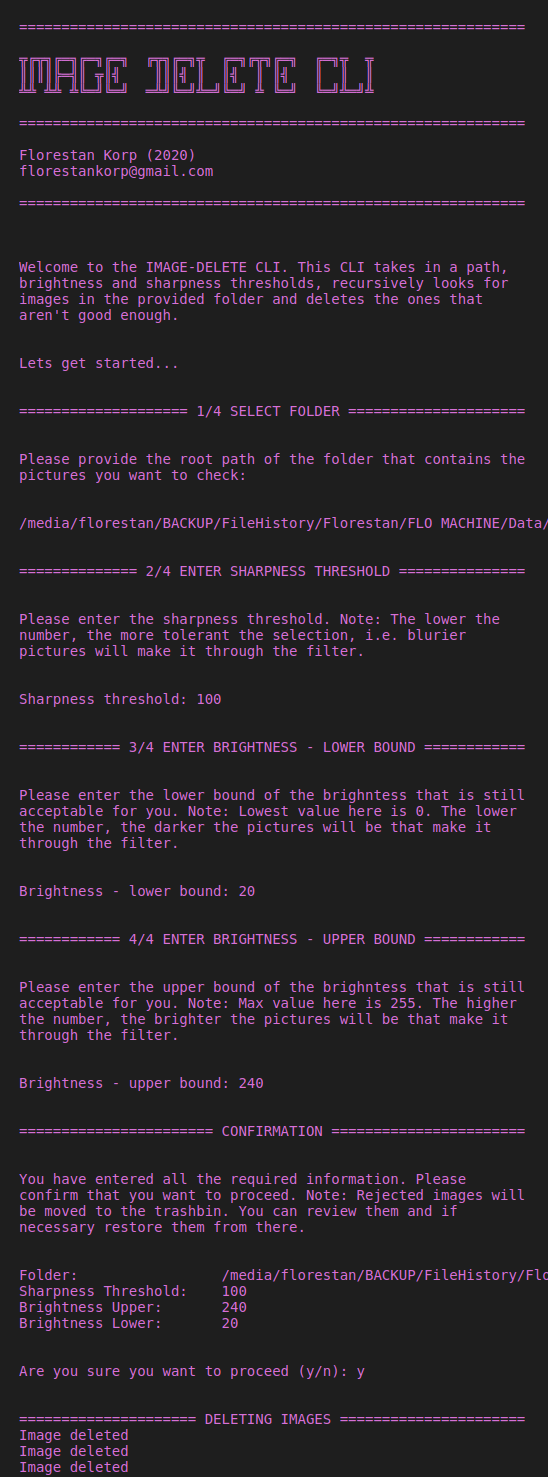 ============================================================
IMAGE DELETE CLI
============================================================
Florestan Korp (2020)
florestankorp@gmail.com
============================================================
Welcome to the IMAGE-DELETE CLI. This CLI takes in a path,
brightness and sharpness thresholds, recursively looks for
images in the provided folder and deletes the ones that
aren't good enough.
Lets get started...
==================== 1/4 SELECT FOLDER =====================
Please provide the root path of the folder that contains the
pictures you want to check:
/media/florestan/BACKUP/FileHistory/Florestan/FLO MACHINE/Data/
============== 2/4 ENTER SHARPNESS THRESHOLD ===============
Please enter the sharpness threshold. Note: The lower the
number, the more tolerant the selection, i.e. blurier
pictures will make it through the filter.
Sharpness threshold: 100
============ 3/4 ENTER BRIGHTNESS - LOWER BOUND ============
Please enter the lower bound of the brighntess that is still
acceptable for you. Note: Lowest value here is 0. The lower
the number, the darker the pictures will be that make it
through the filter.
Brightness - lower bound: 20
============ 4/4 ENTER BRIGHTNESS - UPPER BOUND ============
Please enter the upper bound of the brighntess that is still
acceptable for you. Note: Max value here is 255. The higher
the number, the brighter the pictures will be that make it
through the filter.
Brightness - upper bound: 240
======================= CONFIRMATION =======================
You have entered all the required information. Please
confirm that you want to proceed. Note: Rejected images will
be moved to the trashbin. You can review them and if
necessary restore them from there.
Folder: /media/florestan/BACKUP/FileHistory/Flo
Sharpness Threshold: 100
Brightness Upper: 240
Brightness Lower: 20
Are you sure you want to proceed (y/n): y
===================== DELETING IMAGES ======================
Image deleted
Image deleted
Image deleted